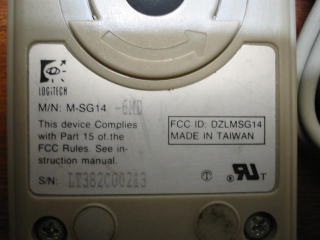 LOGITECH
M/N: M-SG14 -6MD
This device Complies
with Part 15 of the
FCC Rules. See in-
struction manual.
FCC ID: DZLMSG14
MADE IN TAIWAN
S/N: LT382C00213